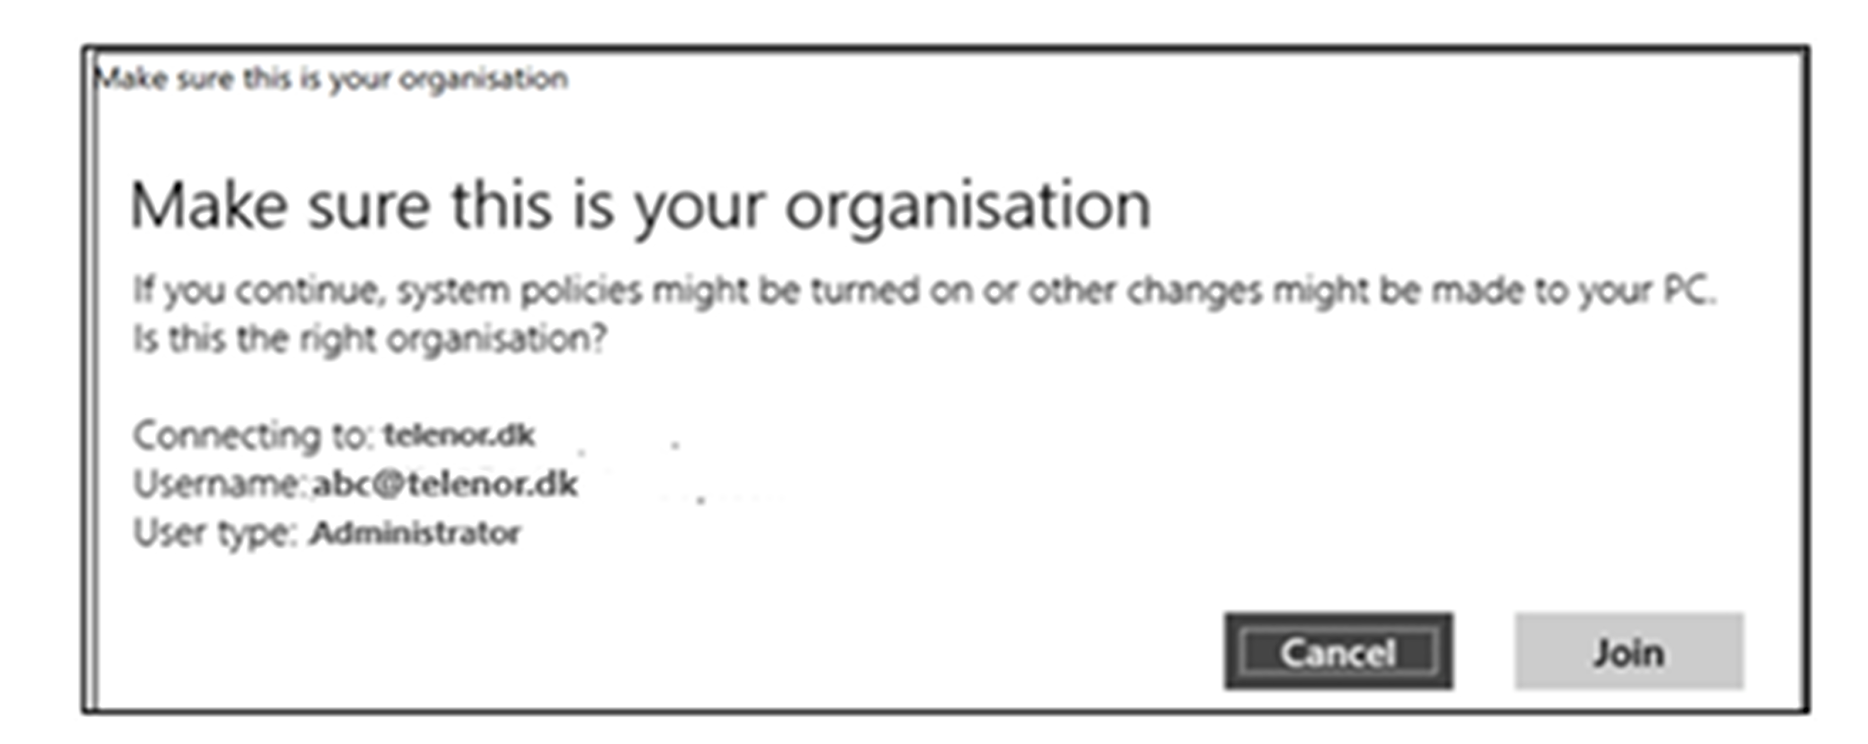 Make sure this is your organisation
Make sure this is your organisation
If you continue, system policies might be turned on or other changes might be made to your PC.
Is this the right organisation?
Connecting to: telenor.dk
Username: abc@telenor.dk
User type: Administrator
Cancel Join